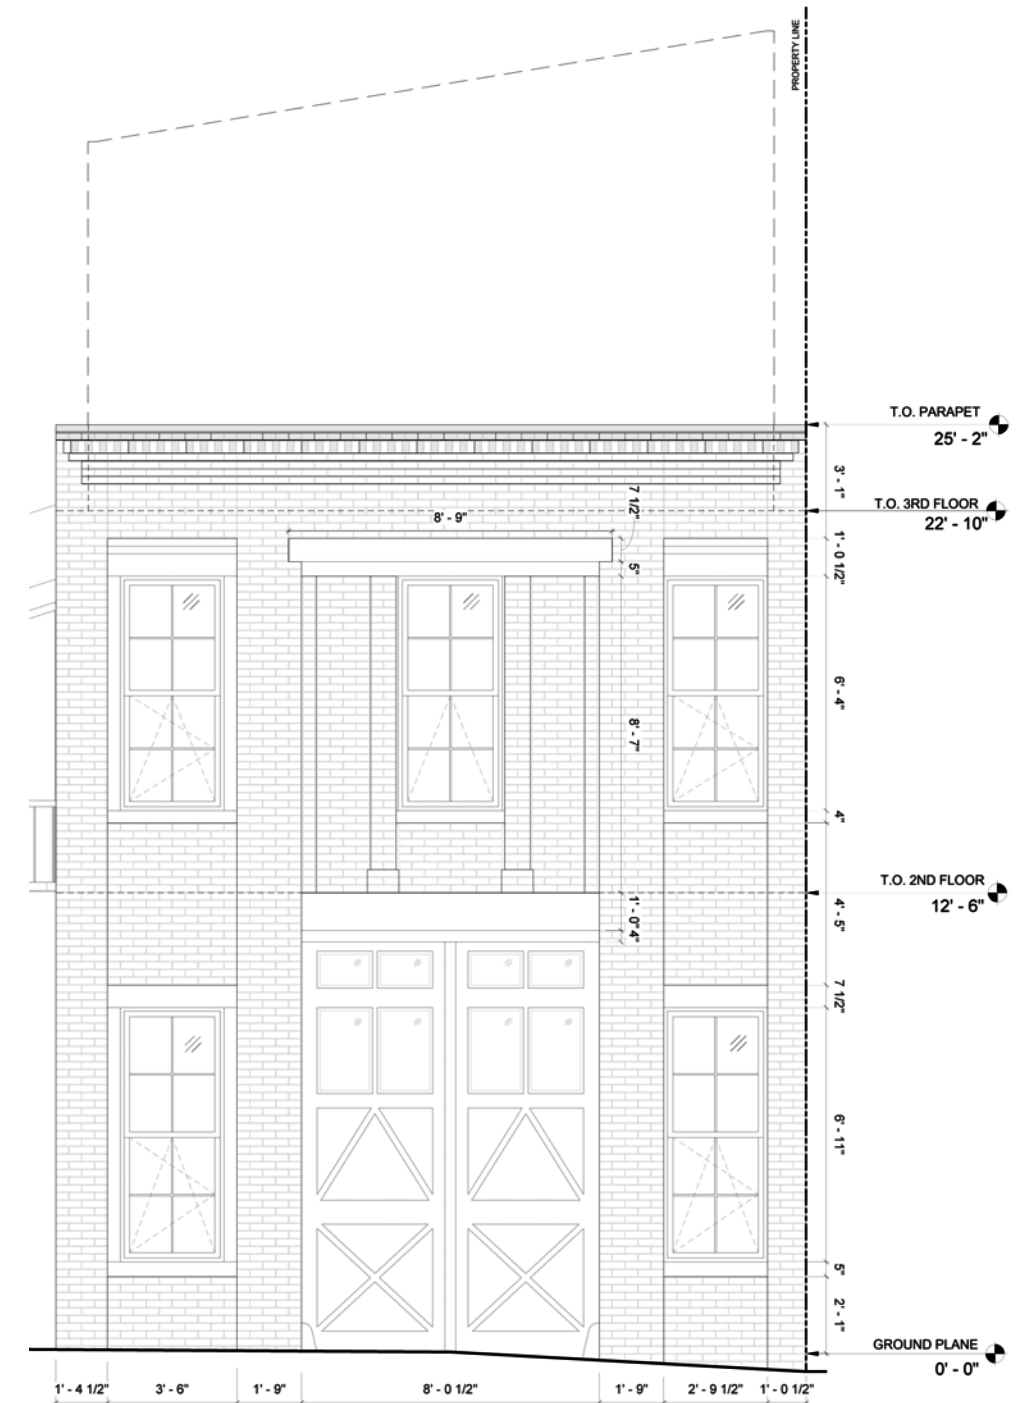 PROPERTY LINE
T.O. PARAPET
25' - 2"
3' - 1"
T.O. 3RD FLOOR
22' - 10"
7 1/2"
8' - 9"
1' - 0 1/2"
5"
6' - 4"
8' - 7"
4"
T.O. 2ND FLOOR
12' - 6"
1' - 0"
4"
4' - 5"
7 1/2"
6' - 11"
5"
2' - 1"
GROUND PLANE
0' - 0"
1' - 4 1/2"
3' - 6"
1' - 9"
8' - 0 1/2"
1' - 9"
2' - 9 1/2"
1' - 0 1/2"